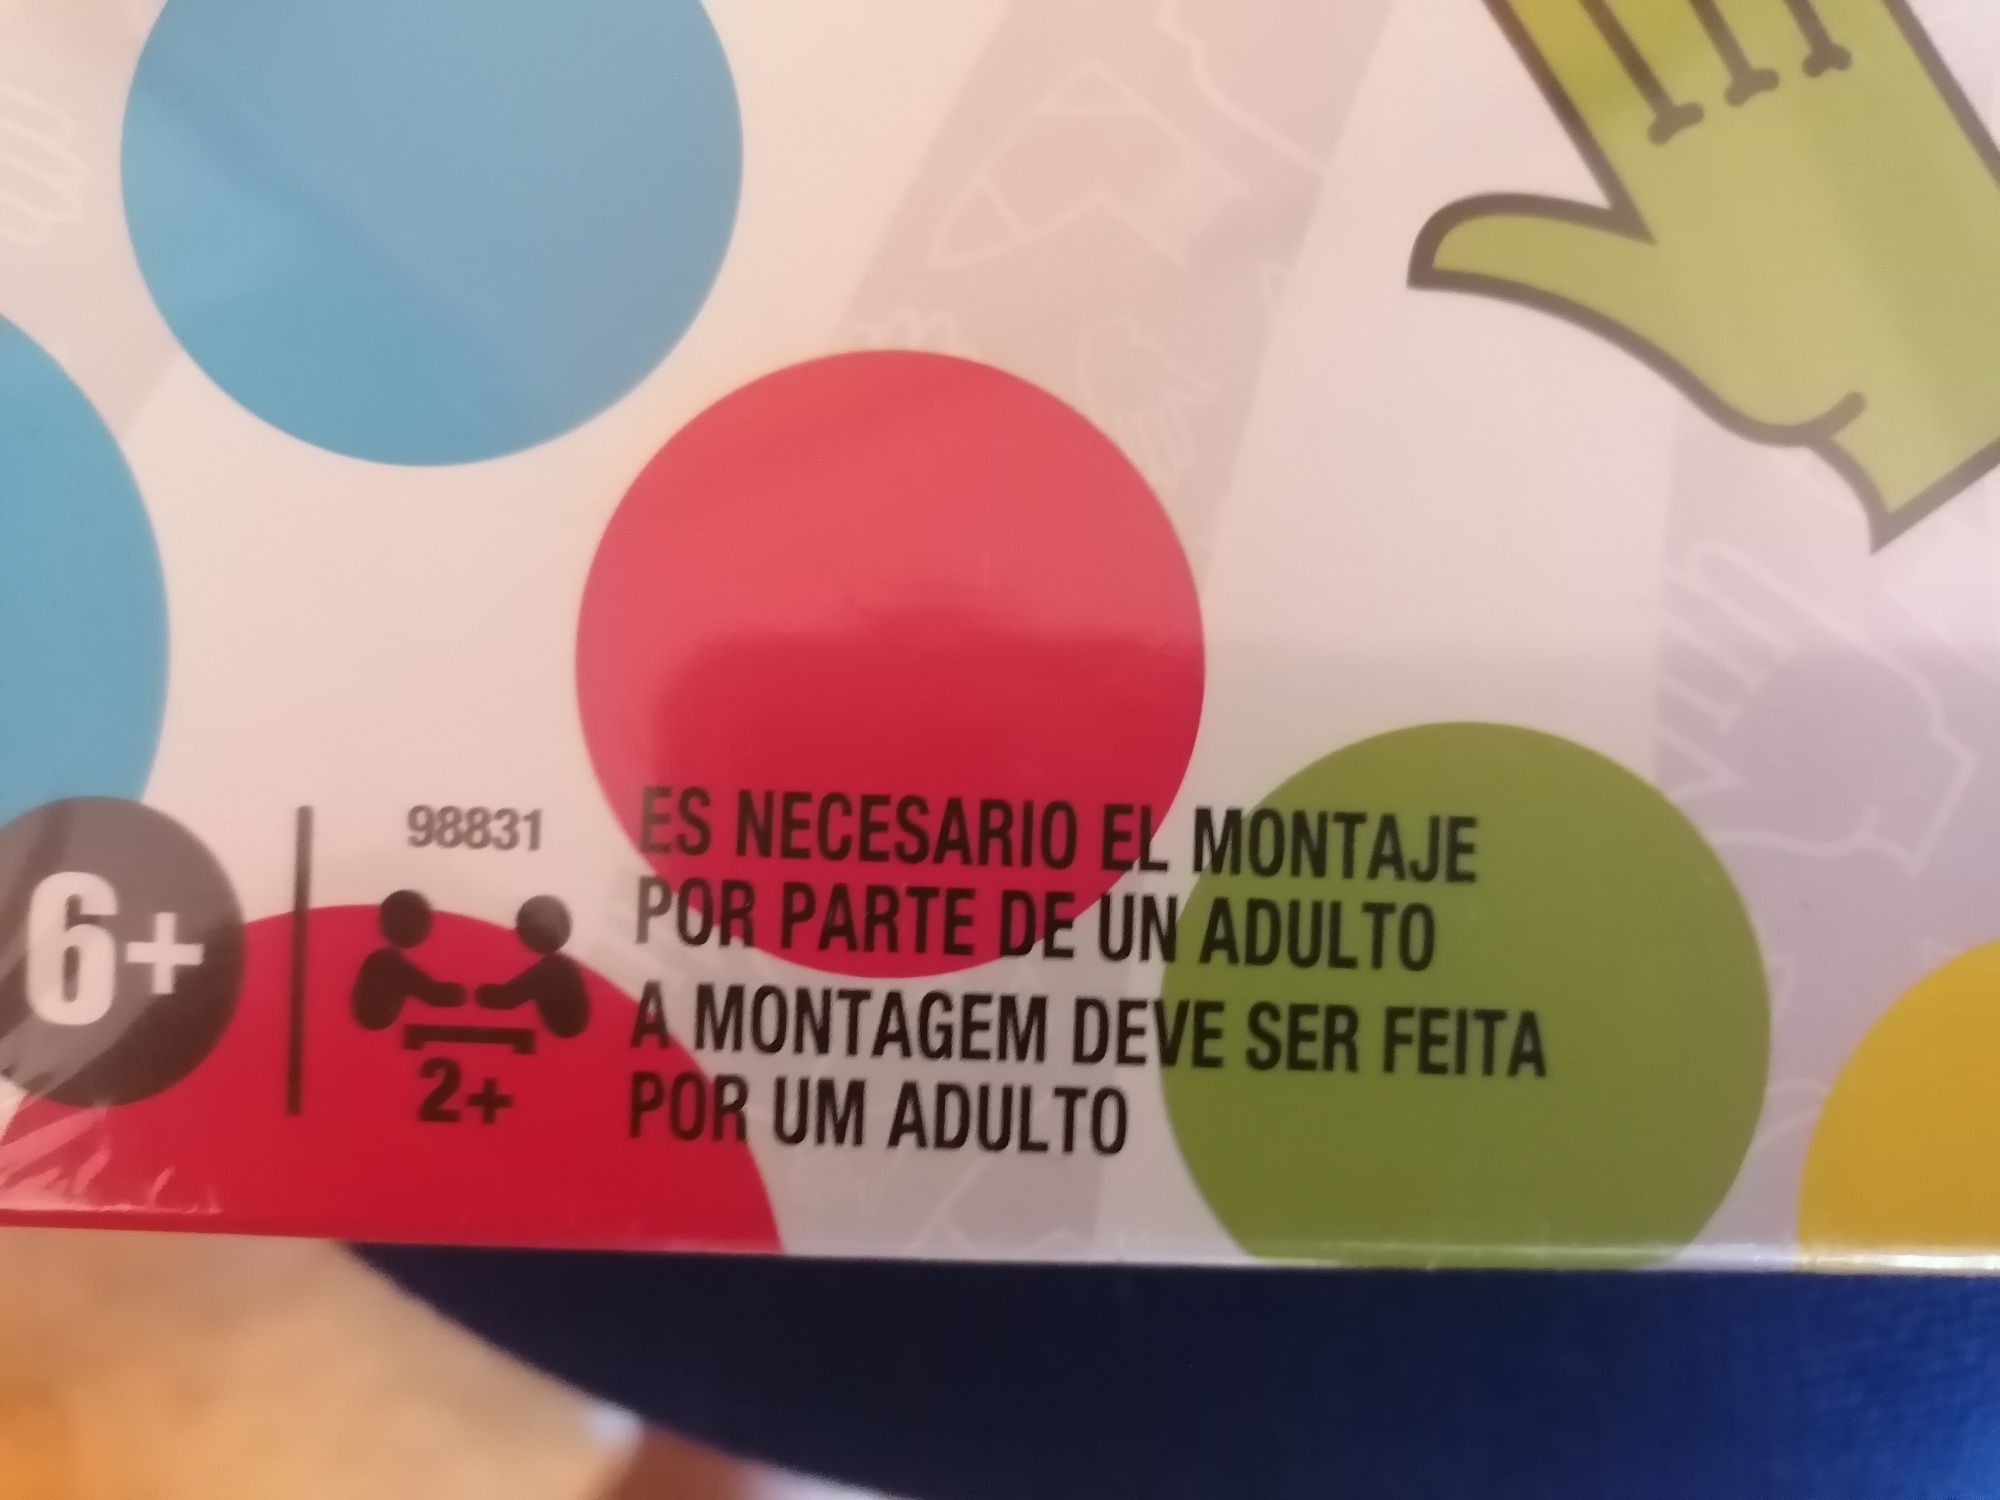 6+
98831
2+
ES NECESARIO EL MONTAJE
POR PARTE DE UN ADULTO
A MONTAGEM DEVE SER FEITA
POR UM ADULTO